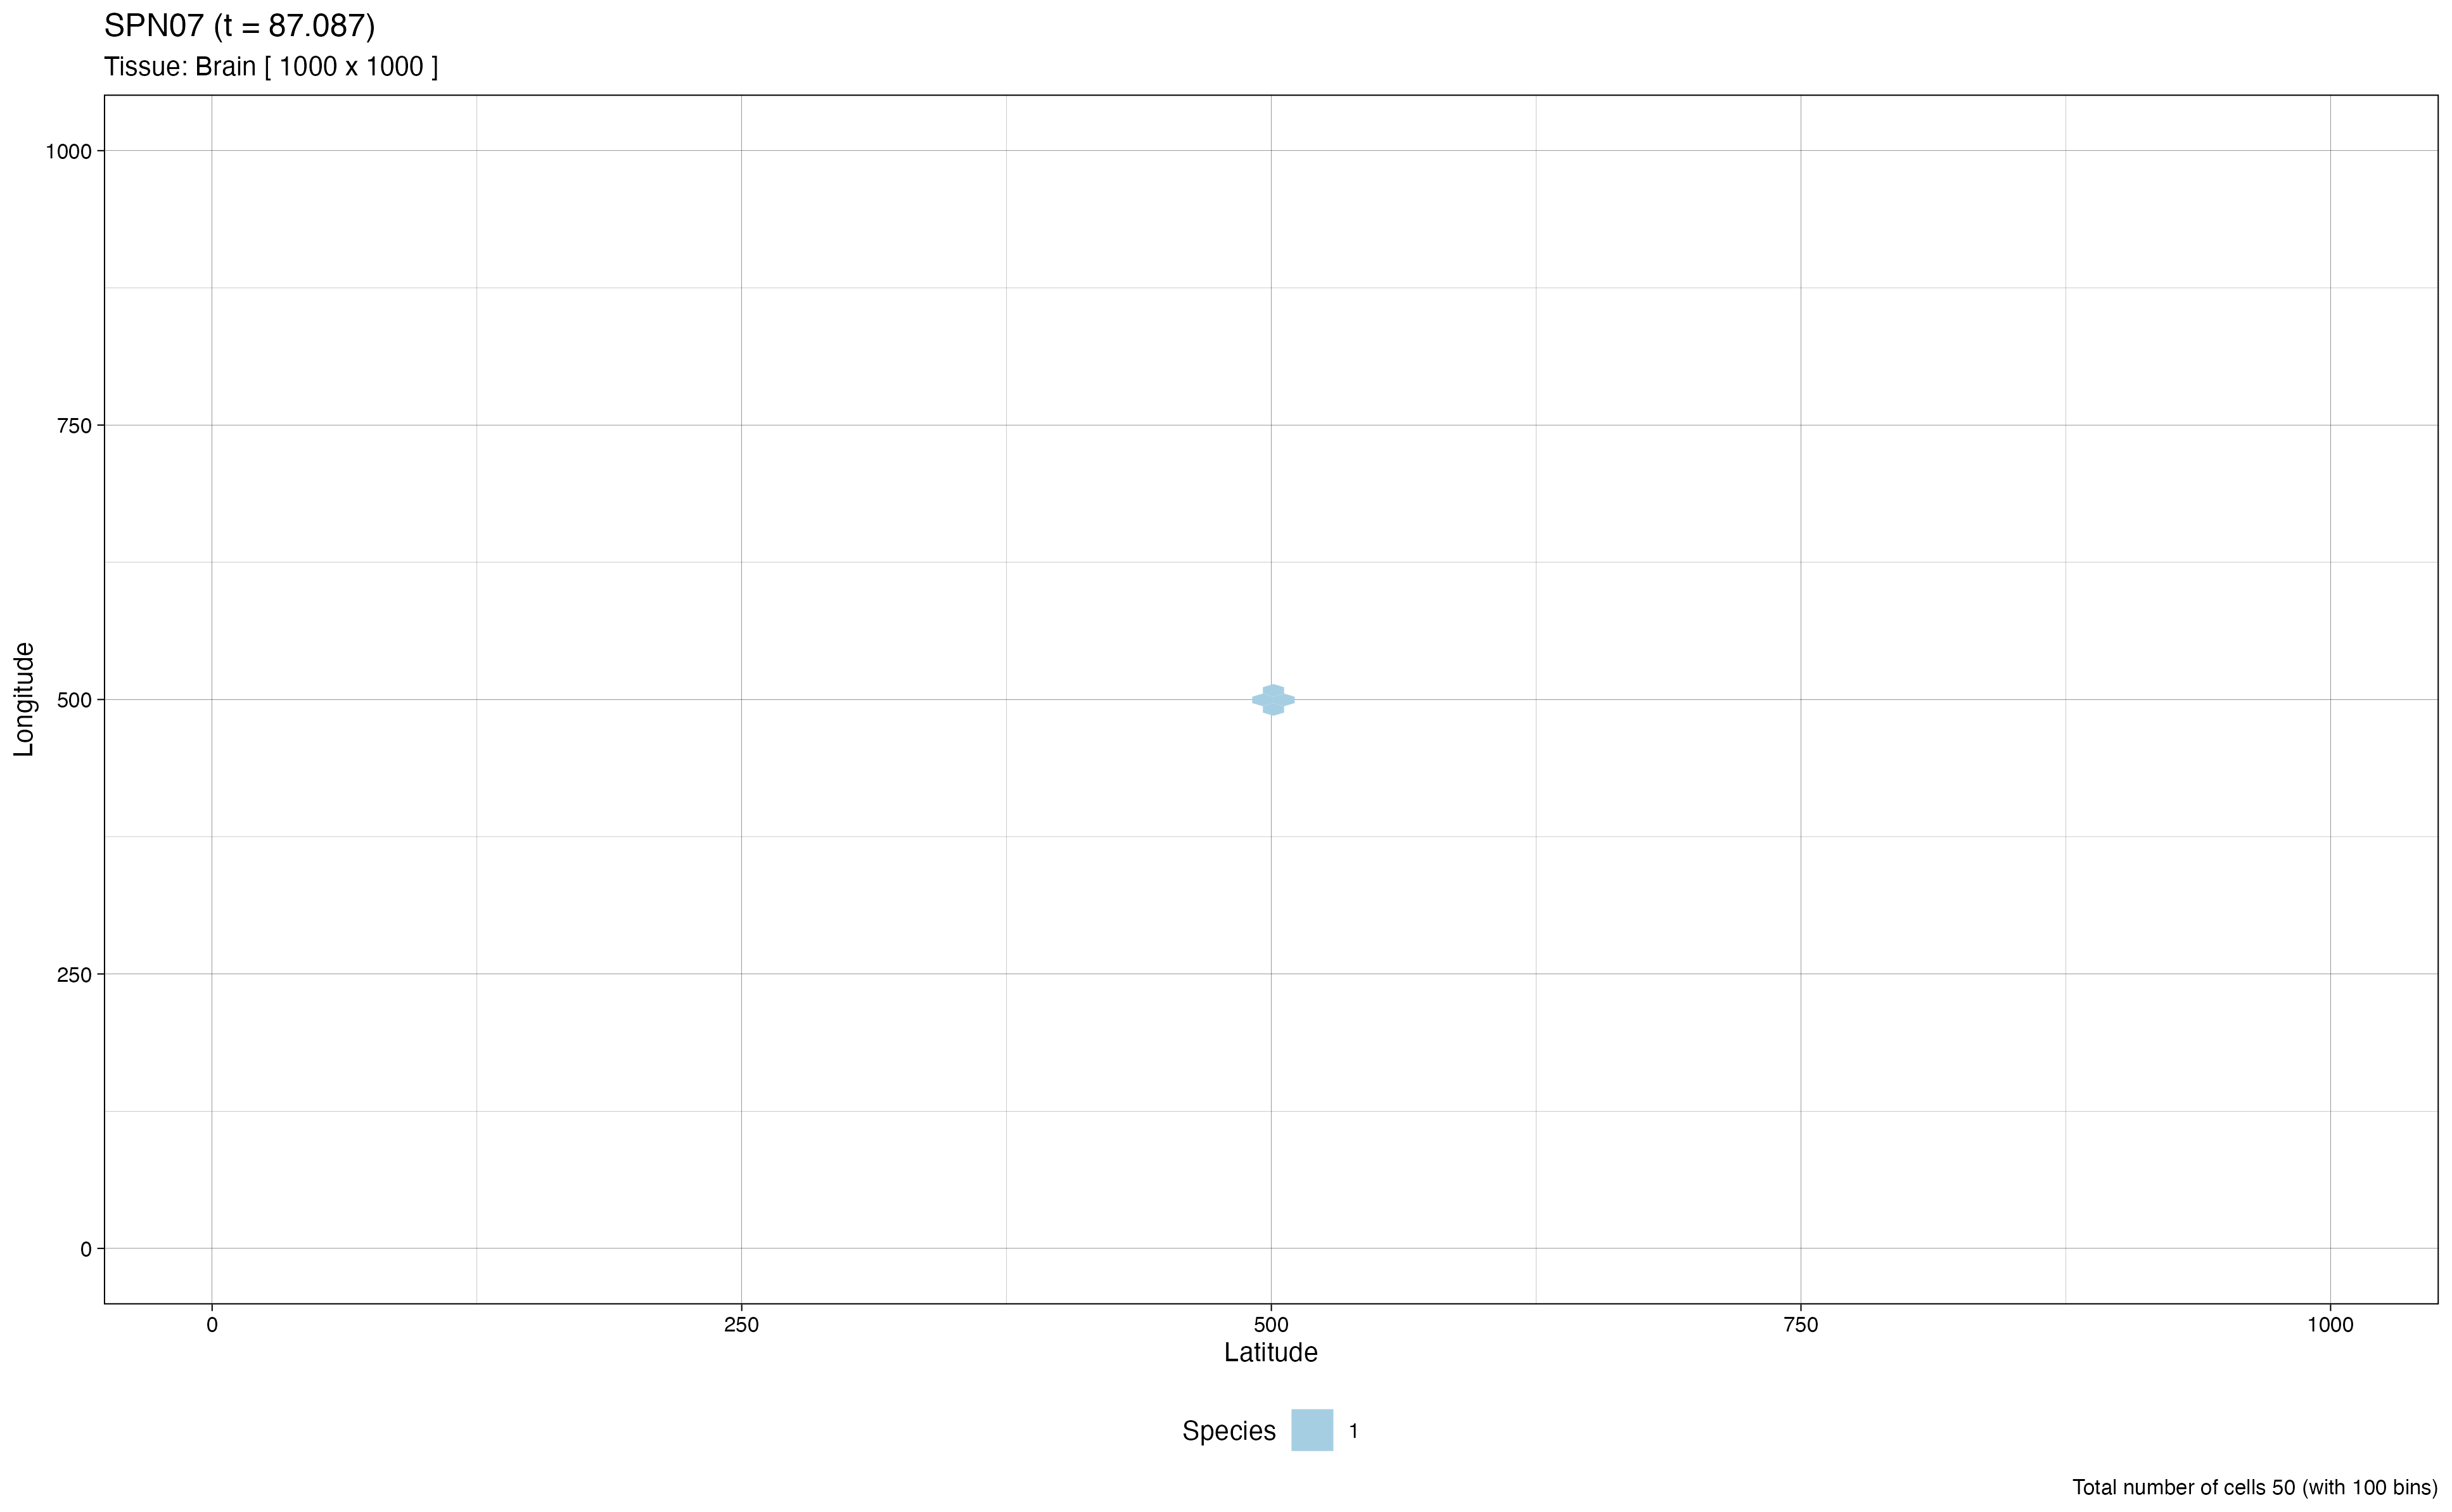 SPN07 (t = 87.087)
Tissue: Brain [ 1000 x 1000 ]
1000
750
500
250
0
Longitude
0 250 500 750 1000
Latitude
Species 1
Total number of cells 50 (with 100 bins)